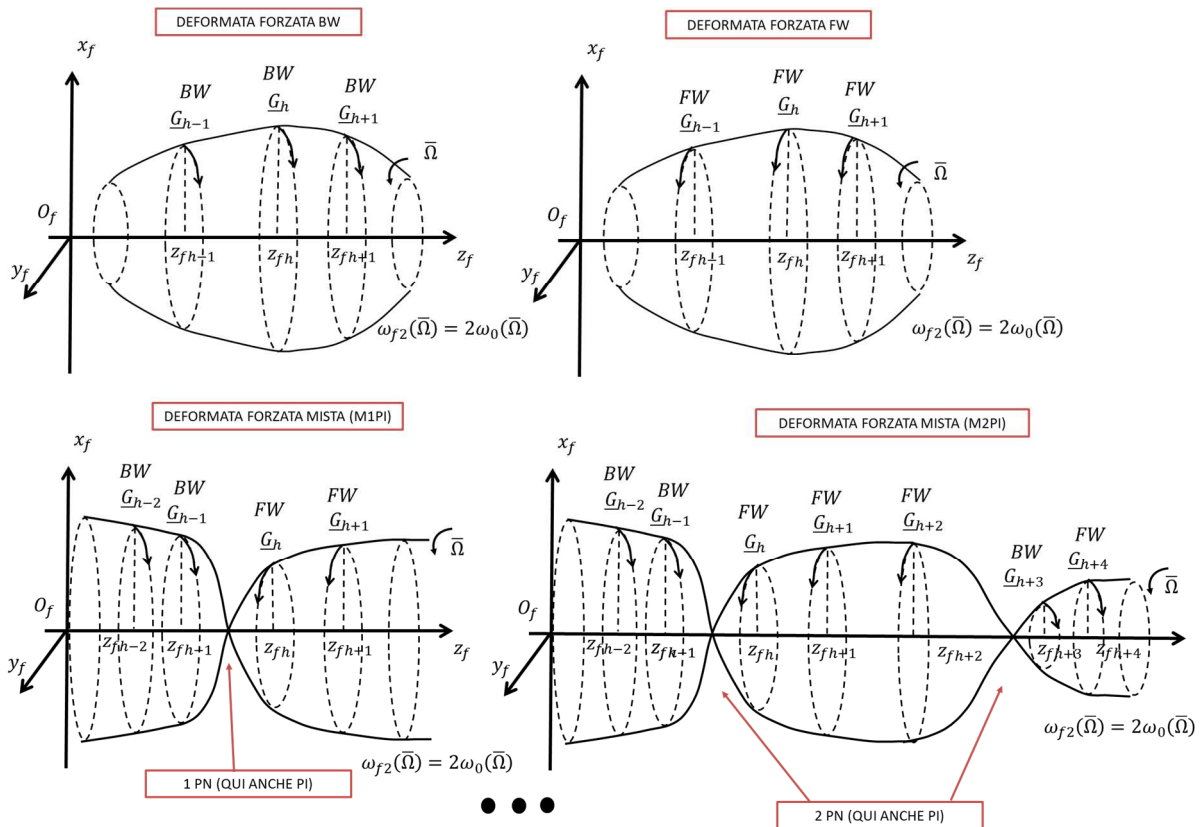 DEFORMATA FORZATA BW
x_f
BW
G_{h-1}
BW
G_h
BW
G_{h+1}
Ω̄
O_f
y_f
z_{fh-1}
z_{fh}
z_{fh+1}
z_f
ω_{f2}(Ω̄) = 2ω_0(Ω̄)
DEFORMATA FORZATA FW
x_f
FW
G_{h-1}
FW
G_h
FW
G_{h+1}
Ω̄
O_f
y_f
z_{fh-1}
z_{fh}
z_{fh+1}
z_f
ω_{f2}(Ω̄) = 2ω_0(Ω̄)
DEFORMATA FORZATA MISTA (M1PI)
x_f
BW
G_{h-2}
BW
G_{h-1}
FW
G_h
FW
G_{h+1}
Ω̄
O_f
y_f
z_{fh-2}
z_{fh+1}
z_{fh}
z_{fh+1}
z_f
ω_{f2}(Ω̄) = 2ω_0(Ω̄)
1 PN (QUI ANCHE PI)
DEFORMATA FORZATA MISTA (M2PI)
x_f
BW
G_{h-2}
BW
G_{h-1}
FW
G_h
FW
G_{h+1}
FW
G_{h+2}
BW
G_{h+3}
FW
G_{h+4}
Ω̄
O_f
y_f
z_{fh-2}
z_{fh+1}
z_{fh}
z_{fh+1}
z_{fh+2}
z_{fh+3}
z_{fh+4}
z_f
ω_{f2}(Ω̄) = 2ω_0(Ω̄)
2 PN (QUI ANCHE PI)
• • •